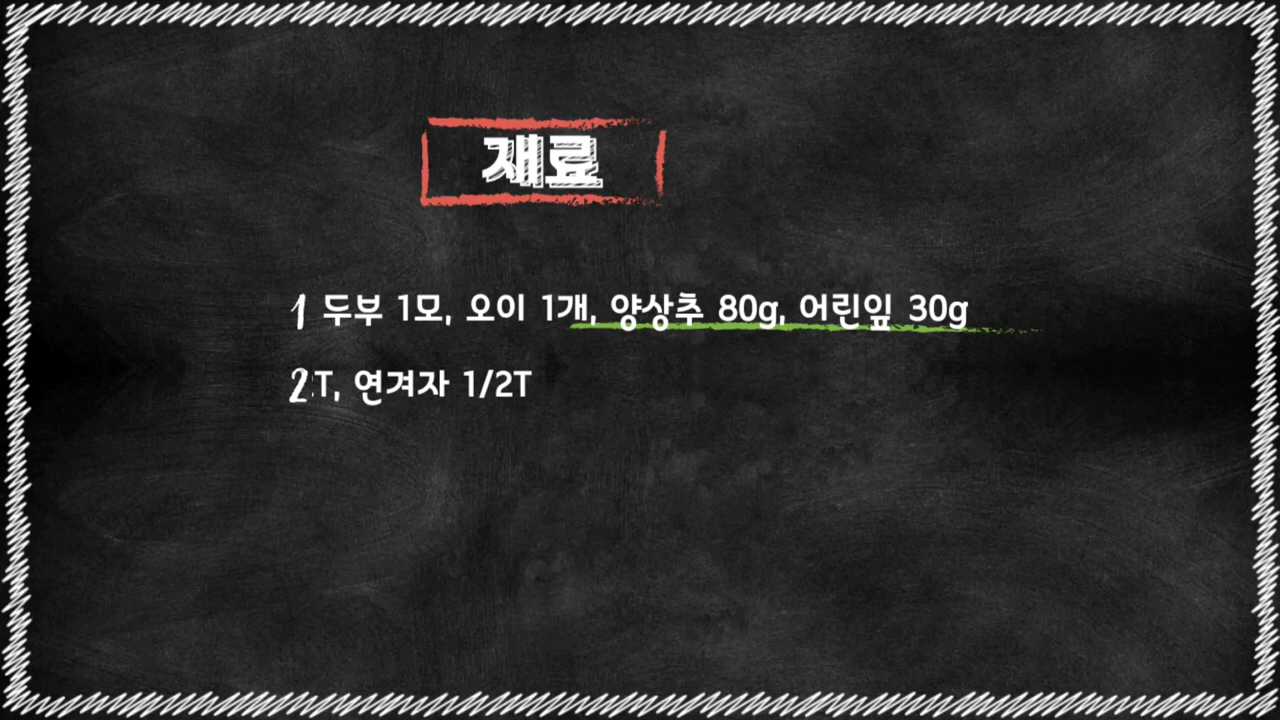 재료
1 두부 1모, 오이 1개, 양상추 80g, 어린잎 30g
2 T, 연겨자 1/2T